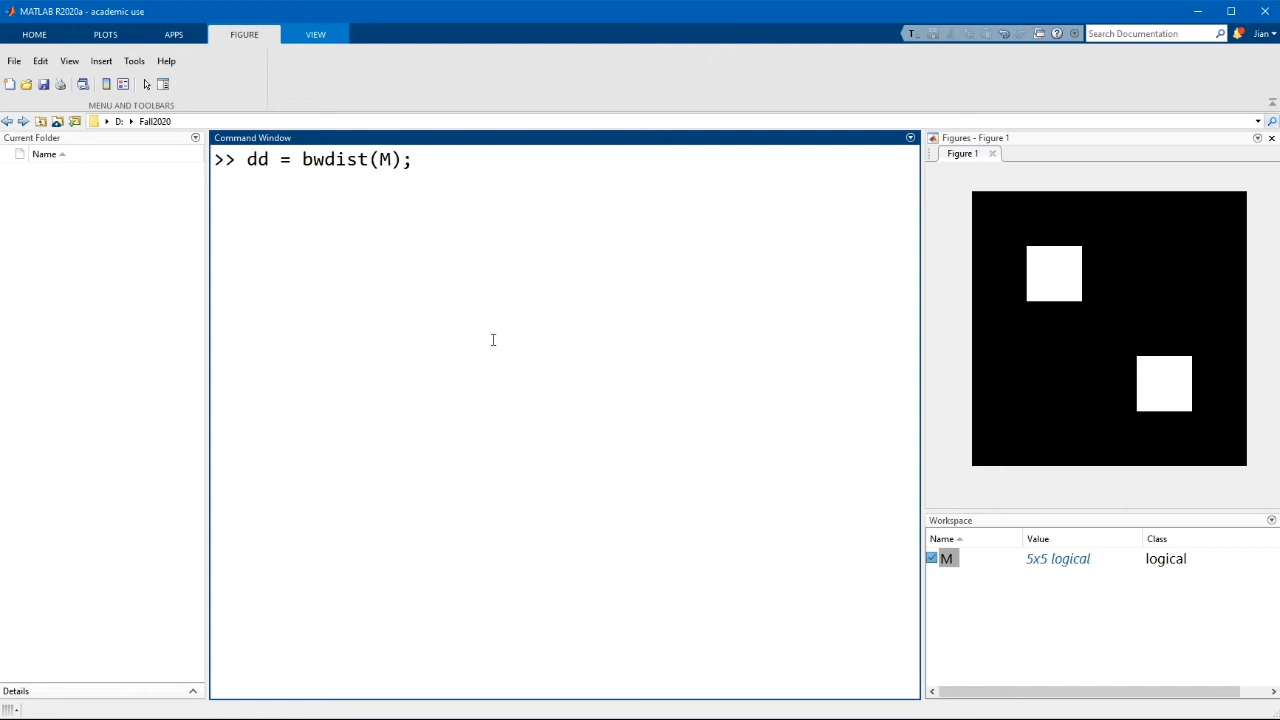 MATLAB R2020a - academic use
HOME PLOTS APPS FIGURE VIEW
Search Documentation Jian
File Edit View Insert Tools Help
MENU AND TOOLBARS
D: Fall2020
Current Folder
Name
Details
Command Window
>> dd = bwdist(M);
Figures - Figure 1
Figure 1
Workspace
Name Value Class
M 5x5 logical logical